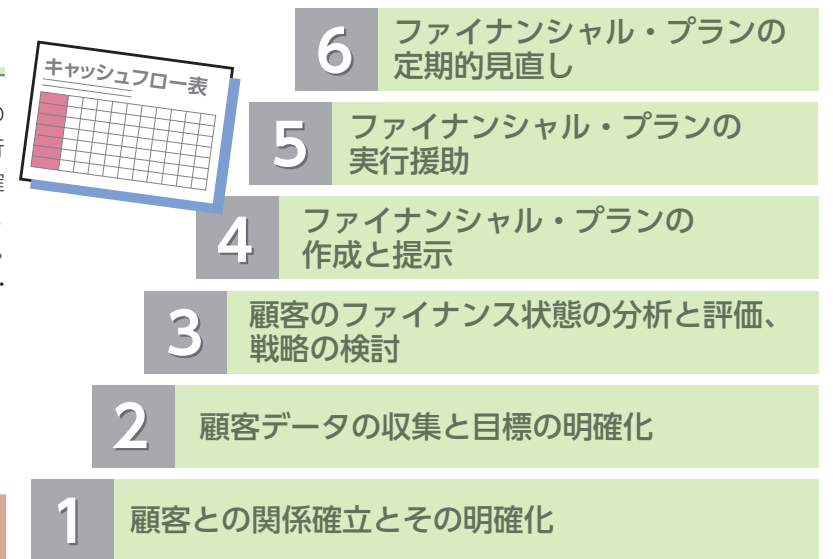 6
ファイナンシャル・プランの
定期的見直し
キャッシュフロー表
5
ファイナンシャル・プランの
実行援助
4
ファイナンシャル・プランの
作成と提示
3
顧客のファイナンス状態の分析と評価、
戦略の検討
2
顧客データの収集と目標の明確化
1
顧客との関係確立とその明確化